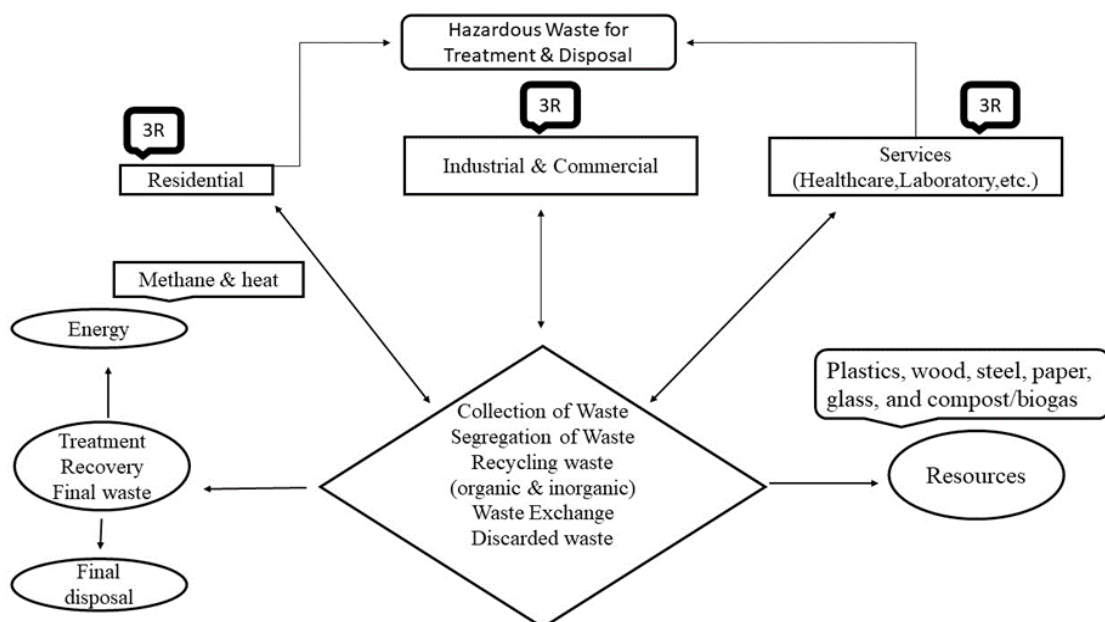 Hazardous Waste for
Treatment & Disposal
3R
3R
3R
Residential
Industrial & Commercial
Services
(Healthcare,Laboratory,etc.)
Methane & heat
Energy
Plastics, wood, steel, paper,
glass, and compost/biogas
Collection of Waste
Segregation of Waste
Recycling waste
(organic & inorganic)
Waste Exchange
Discarded waste
Treatment
Recovery
Final waste
Resources
Final
disposal